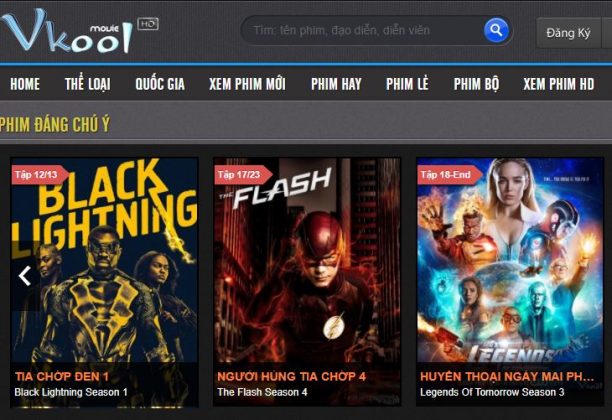 Vkool movie HD
Tìm: tên phim, đạo diễn, diễn viên
Đăng Ký
HOME THỂ LOẠI QUỐC GIA XEM PHIM MỚI PHIM HAY PHIM LẺ PHIM BỘ XEM PHIM HD
PHIM ĐÁNG CHÚ Ý
Tập 12/13
BLACK
LIGHTNING
TIA CHỚP ĐEN 1
Black Lightning Season 1
Tập 17/23
THE FLASH
NGƯỜI HÙNG TIA CHỚP 4
The Flash Season 4
Tập 18-End
LEGENDS
HUYỀN THOẠI NGÀY MAI PH...
Legends Of Tomorrow Season 3